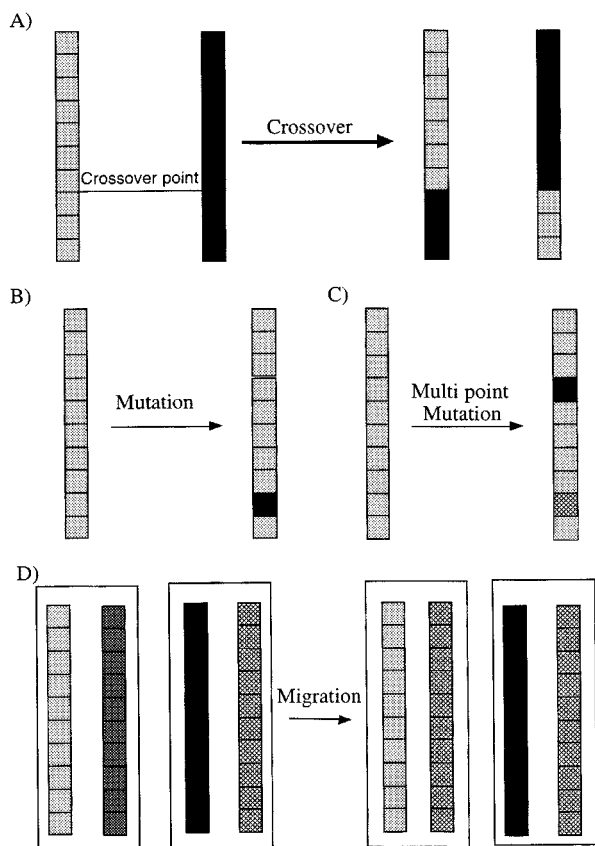 A)
Crossover
Crossover point
B)
C)
Mutation
Multi point
Mutation
D)
Migration